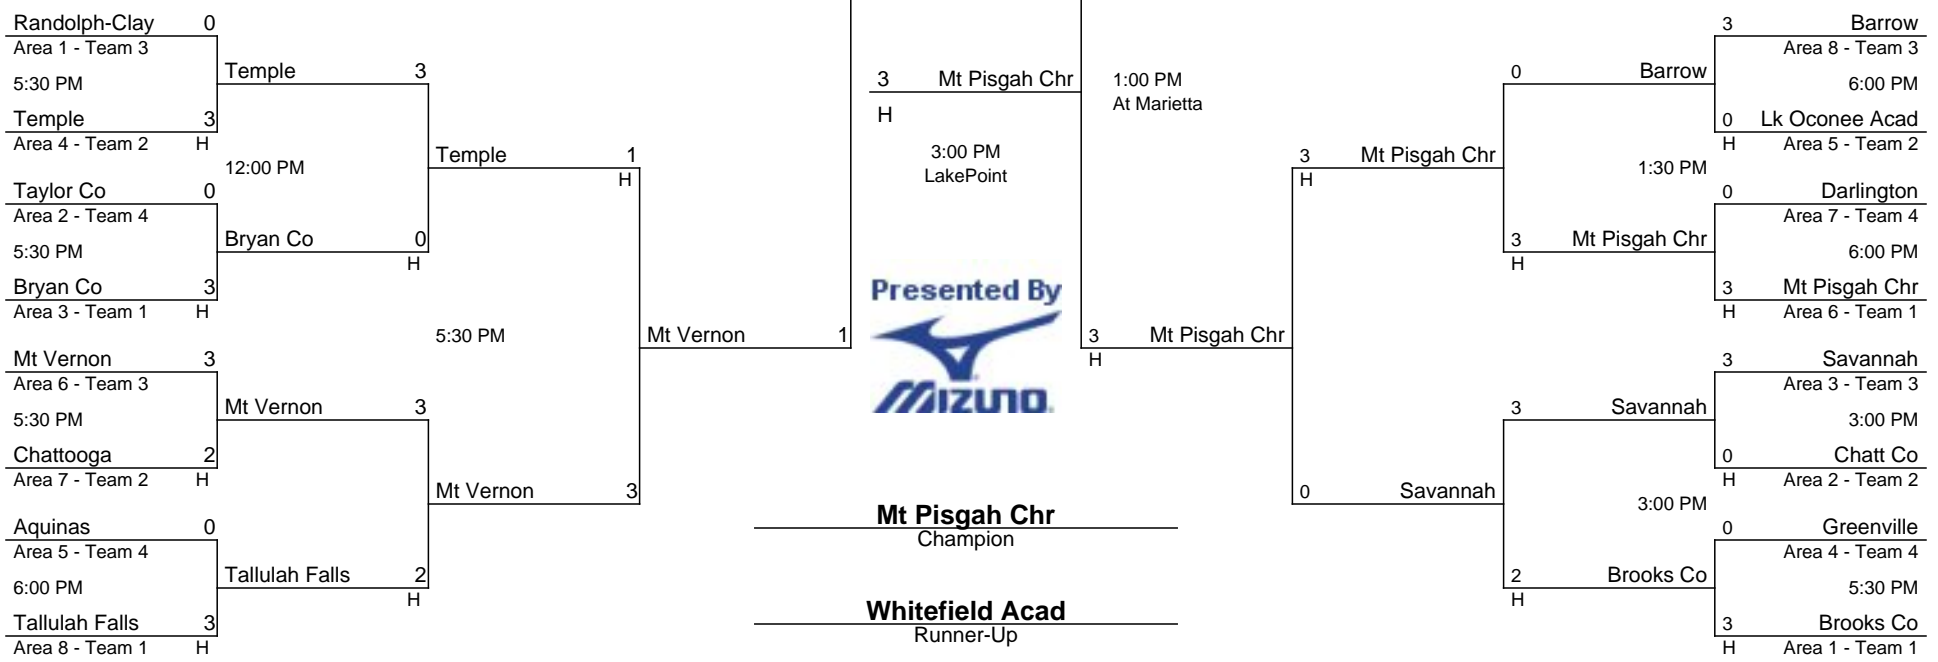 Randolph-Clay 0
Area 1 - Team 3
5:30 PM
Temple 3
Area 4 - Team 2 H
Taylor Co 0
Area 2 - Team 4
5:30 PM
Bryan Co 3
Area 3 - Team 1 H
Mt Vernon 3
Area 6 - Team 3
5:30 PM
Chattooga 2
Area 7 - Team 2 H
Aquinas 0
Area 5 - Team 4
6:00 PM
Tallulah Falls 3
Area 8 - Team 1 H
Temple 3
12:00 PM
Bryan Co 0
H
Mt Vernon 3
Tallulah Falls 2
H
Temple 1
H
5:30 PM
Mt Vernon 3
Mt Vernon 1
3 Mt Pisgah Chr
H
3:00 PM
LakePoint
Presented By
MIZUNO
Mt Pisgah Chr
Champion
Whitefield Acad
Runner-Up
1:00 PM
At Marietta
3 Mt Pisgah Chr
H
3 Mt Pisgah Chr
H
0 Savannah
0 Barrow
1:30 PM
3 Mt Pisgah Chr
H
3 Savannah
3:00 PM
2 Brooks Co
H
3 Barrow
Area 8 - Team 3
6:00 PM
0 Lk Oconee Acad
H Area 5 - Team 2
0 Darlington
Area 7 - Team 4
6:00 PM
3 Mt Pisgah Chr
H Area 6 - Team 1
3 Savannah
Area 3 - Team 3
3:00 PM
0 Chatt Co
H Area 2 - Team 2
0 Greenville
Area 4 - Team 4
5:30 PM
3 Brooks Co
H Area 1 - Team 1